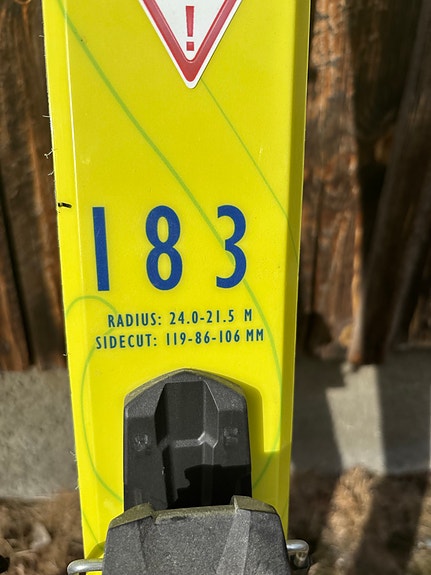 !
183
RADIUS: 24.0-21.5 M
SIDECUT: 119-86-106 MM